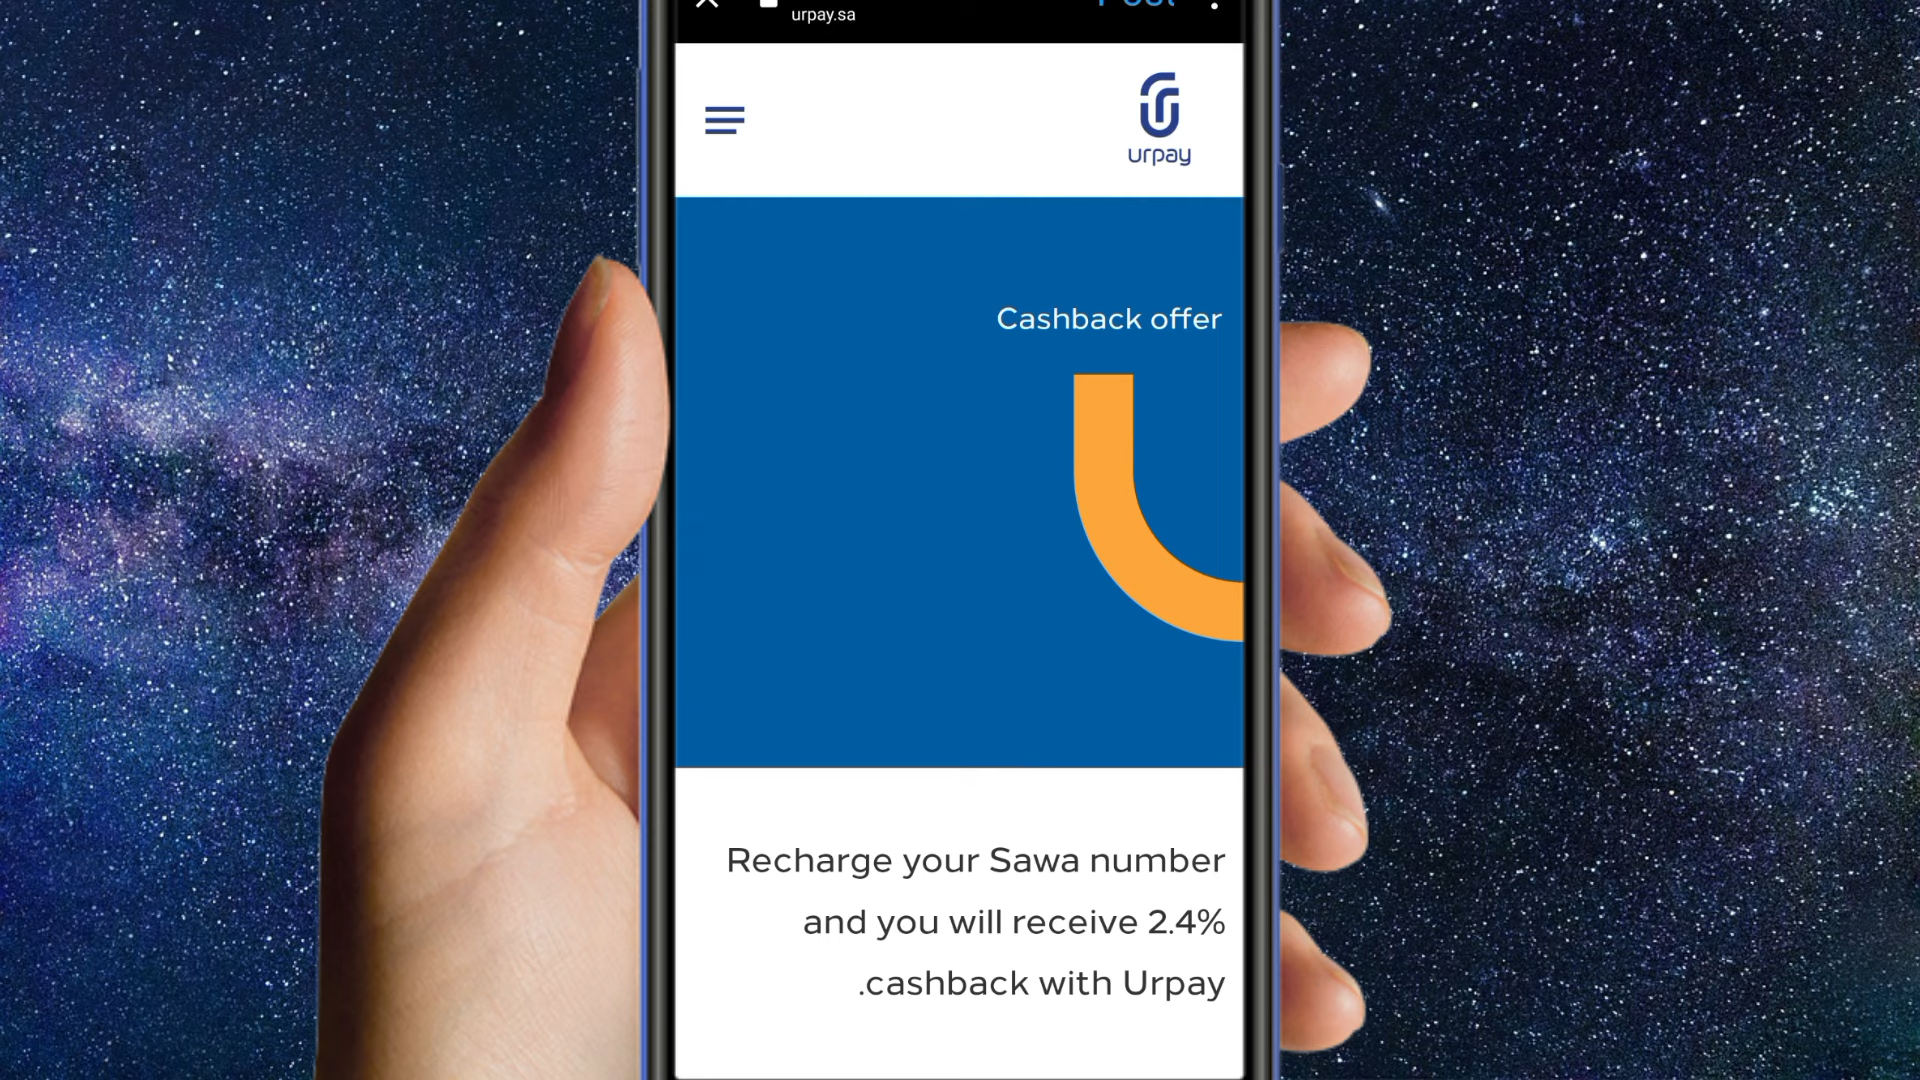 urpay.sa
urpay
Cashback offer
Recharge your Sawa number
and you will receive 2.4%
.cashback with Urpay